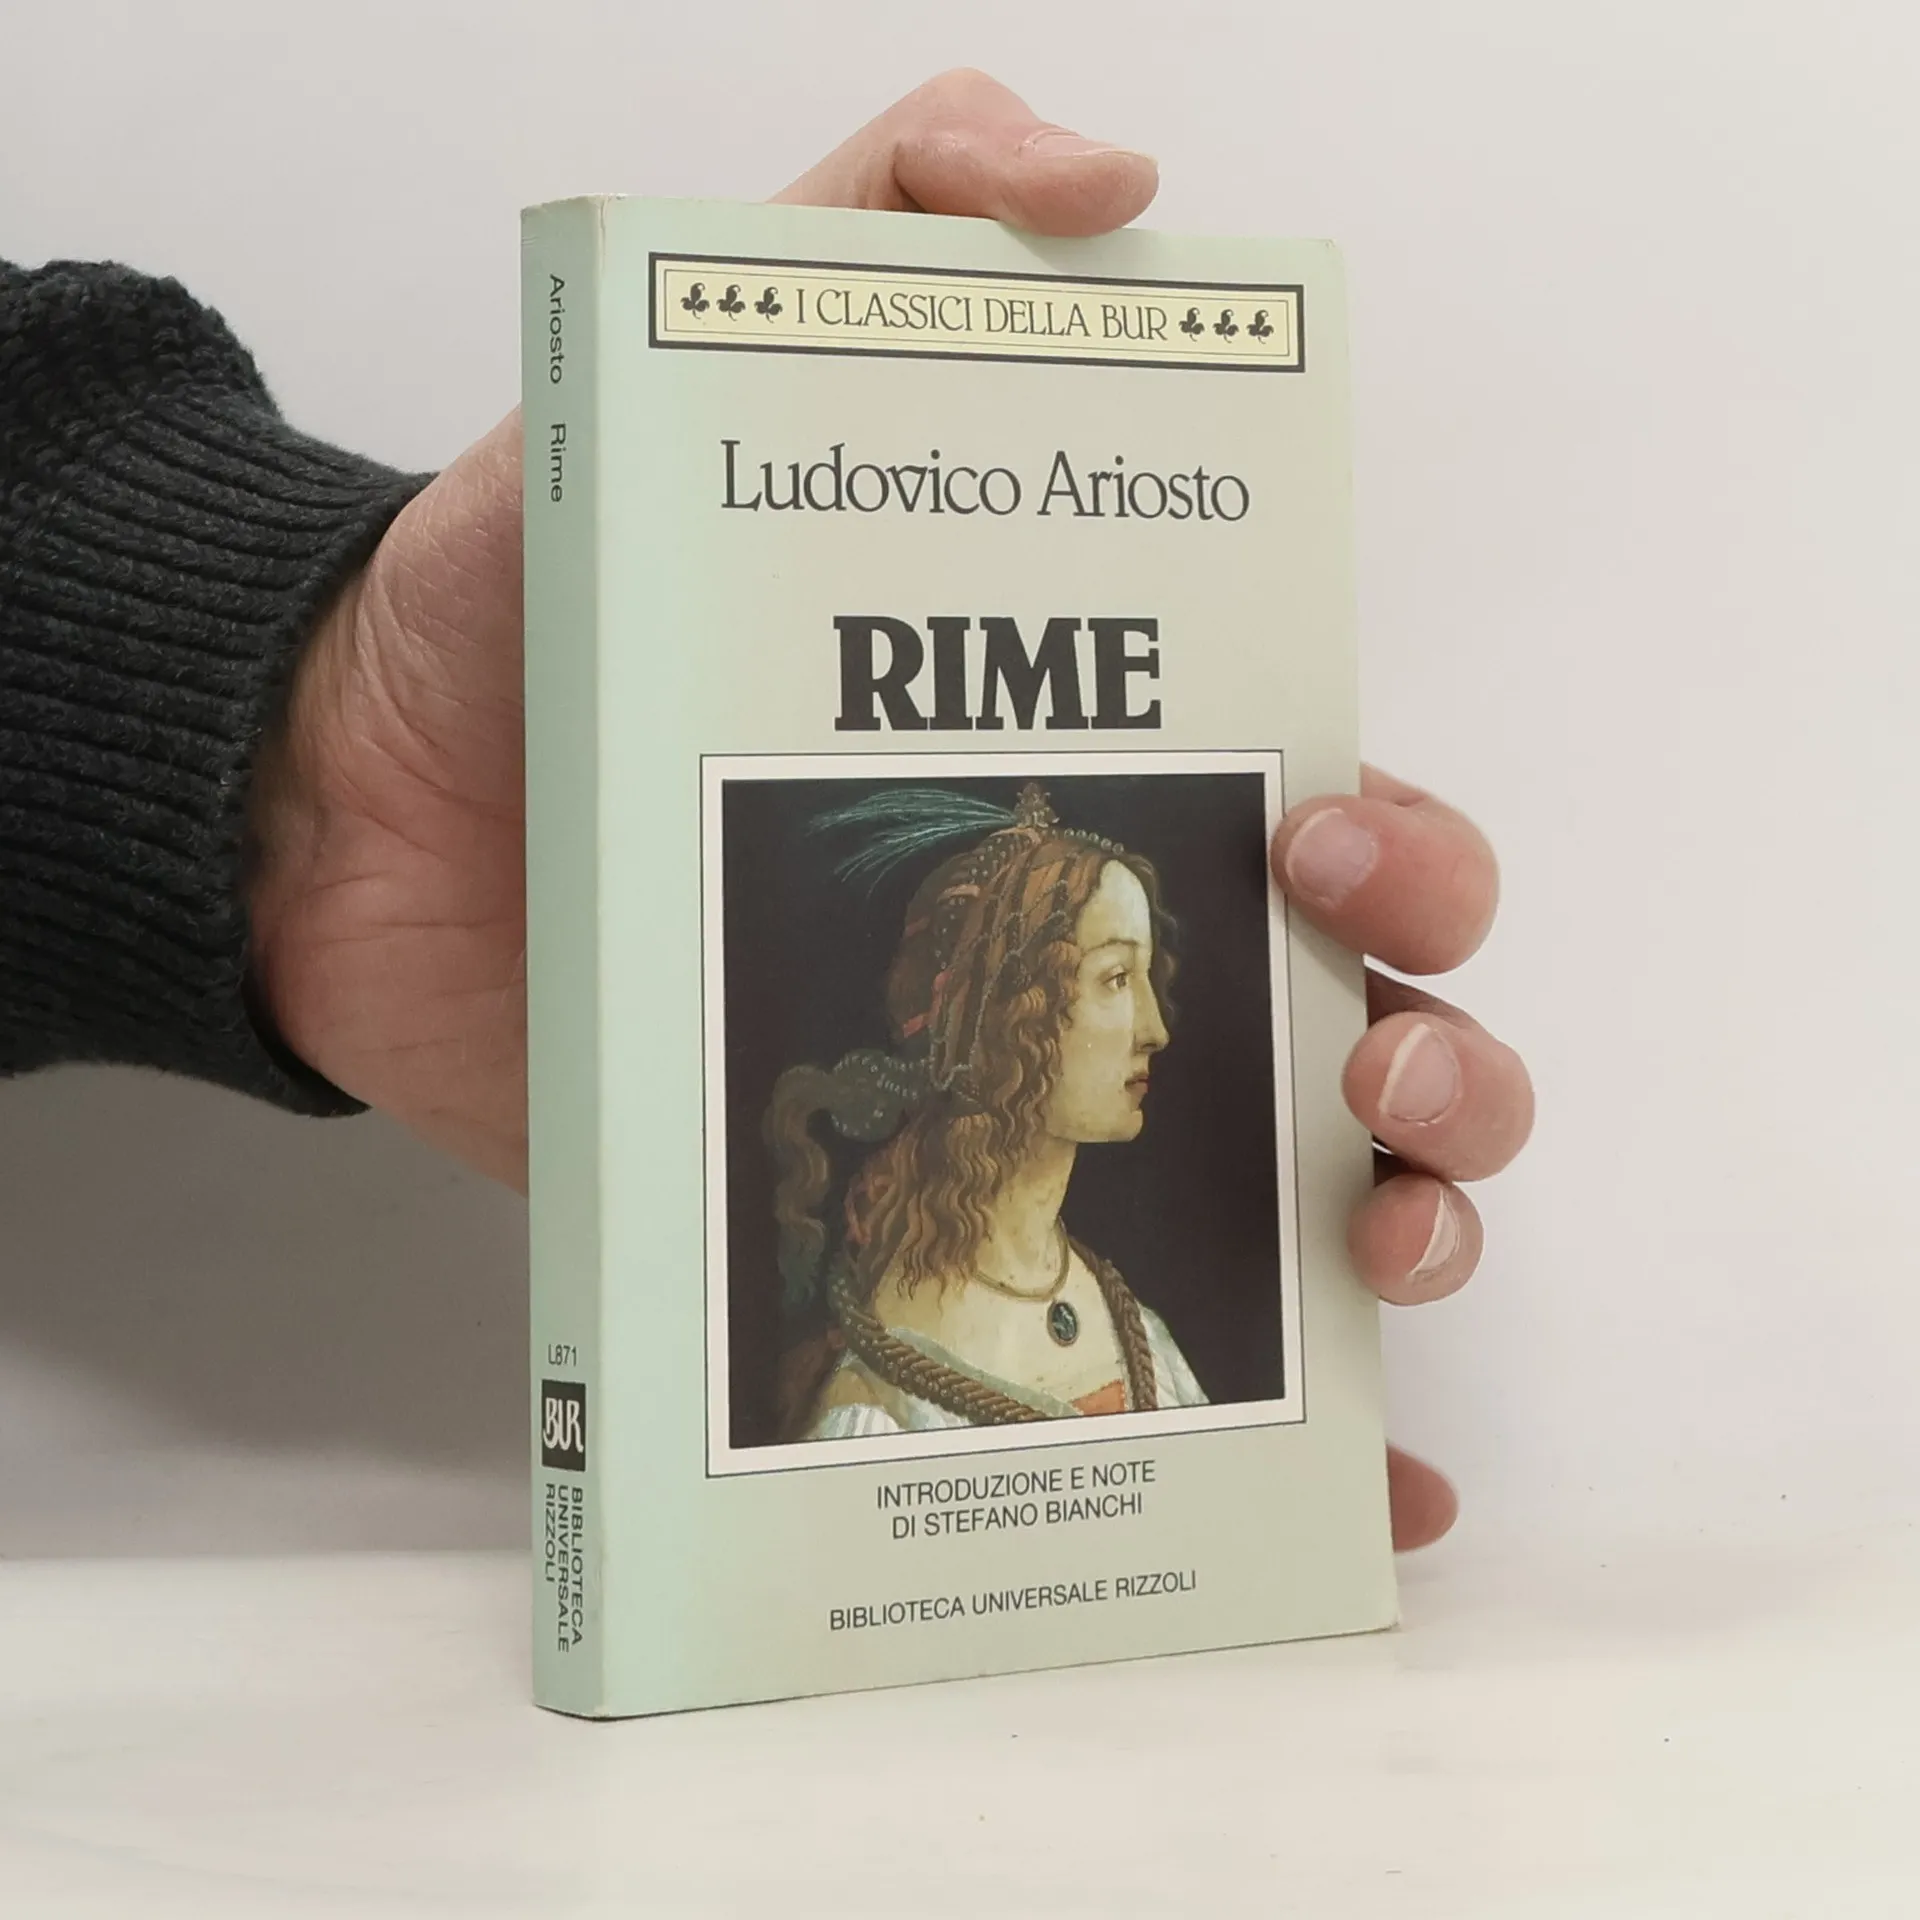 I CLASSICI DELLA BUR
Ludovico Ariosto
RIME
INTRODUZIONE E NOTE
DI STEFANO BIANCHI
BIBLIOTECA UNIVERSALE RIZZOLI
Ariosto Rime
L871
BUR
BIBLIOTECA
UNIVERSALE
RIZZOLI